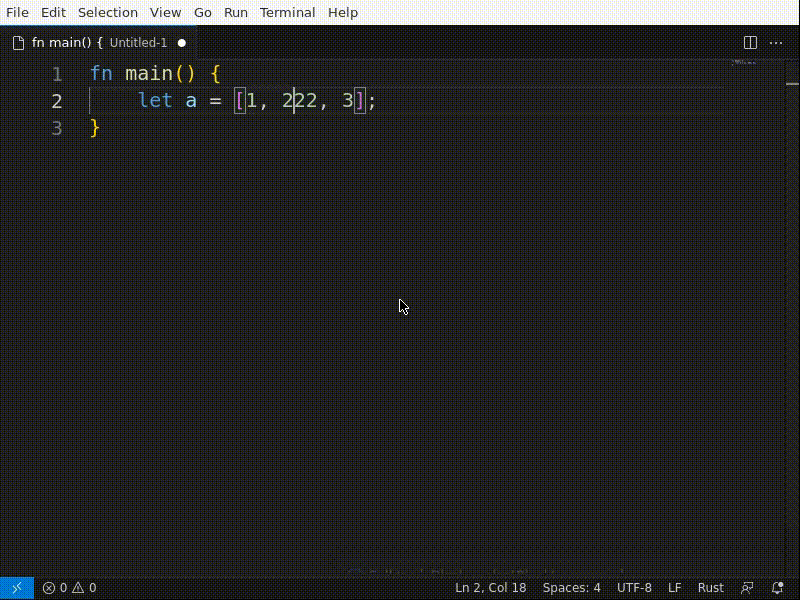 File Edit Selection View Go Run Terminal Help
fn main() { Untitled-1
1 fn main() {
2     let a = [1, 222, 3];
3 }
0 0 Ln 2, Col 18 Spaces: 4 UTF-8 LF Rust